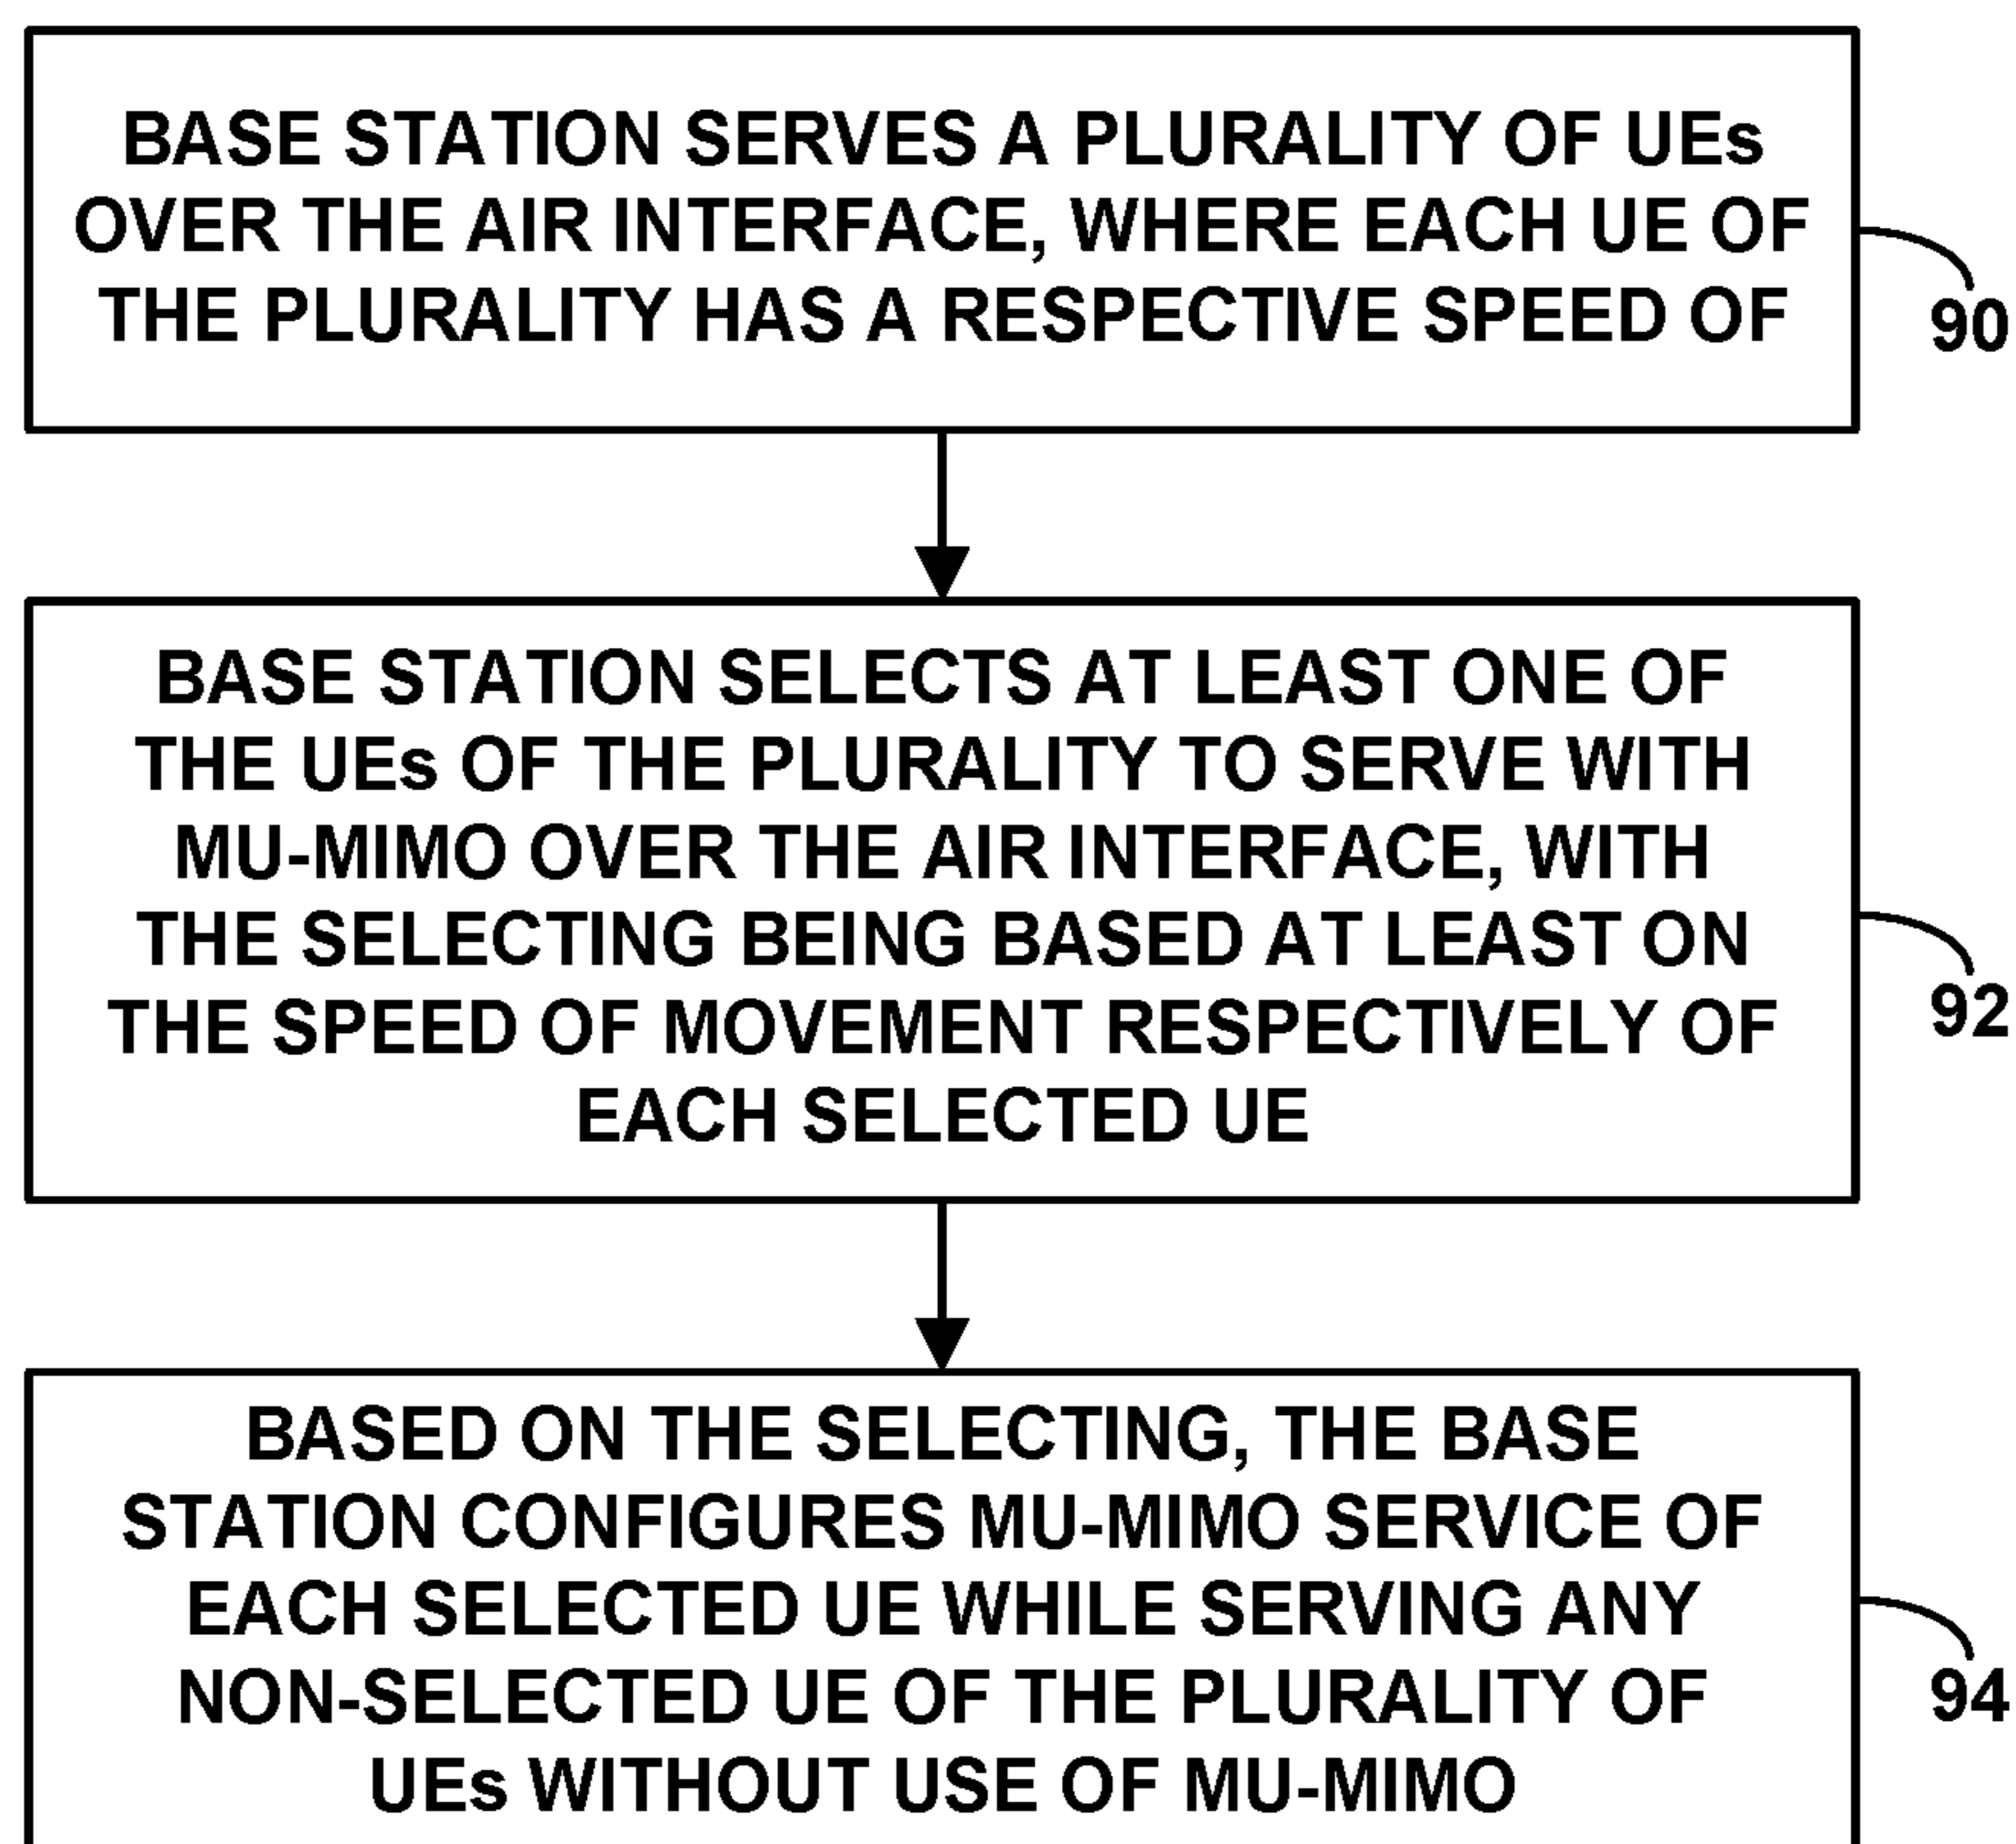 BASE STATION SERVES A PLURALITY OF UEs
OVER THE AIR INTERFACE, WHERE EACH UE OF
THE PLURALITY HAS A RESPECTIVE SPEED OF
90
BASE STATION SELECTS AT LEAST ONE OF
THE UEs OF THE PLURALITY TO SERVE WITH
MU-MIMO OVER THE AIR INTERFACE, WITH
THE SELECTING BEING BASED AT LEAST ON
THE SPEED OF MOVEMENT RESPECTIVELY OF
EACH SELECTED UE
92
BASED ON THE SELECTING, THE BASE
STATION CONFIGURES MU-MIMO SERVICE OF
EACH SELECTED UE WHILE SERVING ANY
NON-SELECTED UE OF THE PLURALITY OF
UEs WITHOUT USE OF MU-MIMO
94